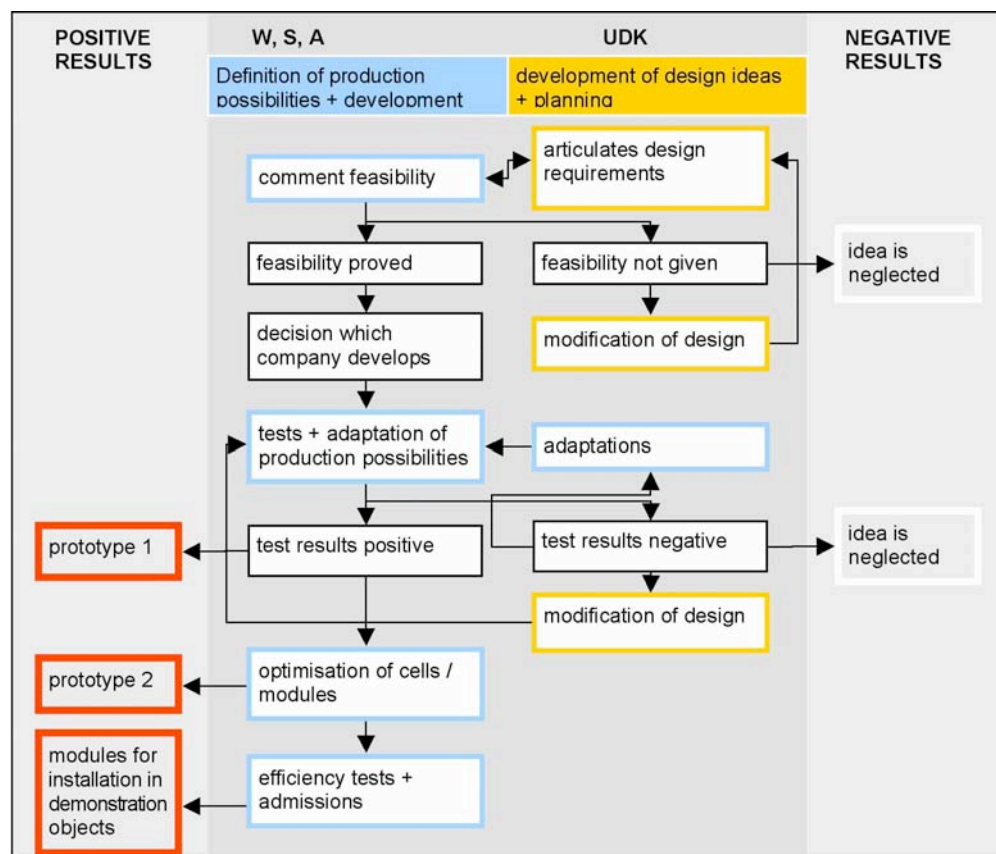 POSITIVE
RESULTS
W, S, A
UDK
NEGATIVE
RESULTS
Definition of production
possibilities + development
development of design ideas
+ planning
articulates design
requirements
comment feasibility
feasibility proved
feasibility not given
idea is
neglected
decision which
company develops
modification of design
tests + adaptation of
production possibilities
adaptations
prototype 1
test results positive
test results negative
idea is
neglected
modification of design
prototype 2
optimisation of cells /
modules
modules for
installation in
demonstration
objects
efficiency tests +
admissions